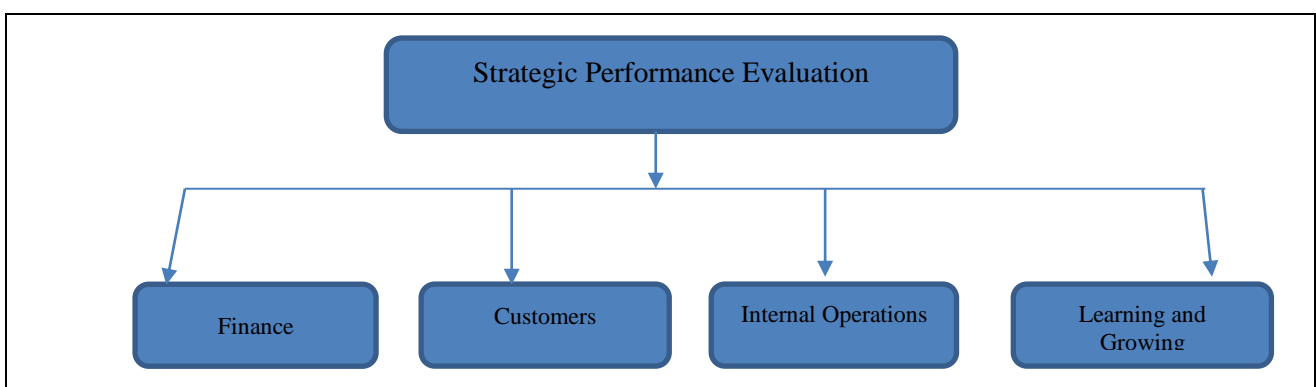 Strategic Performance Evaluation
Finance
Customers
Internal Operations
Learning and
Growing